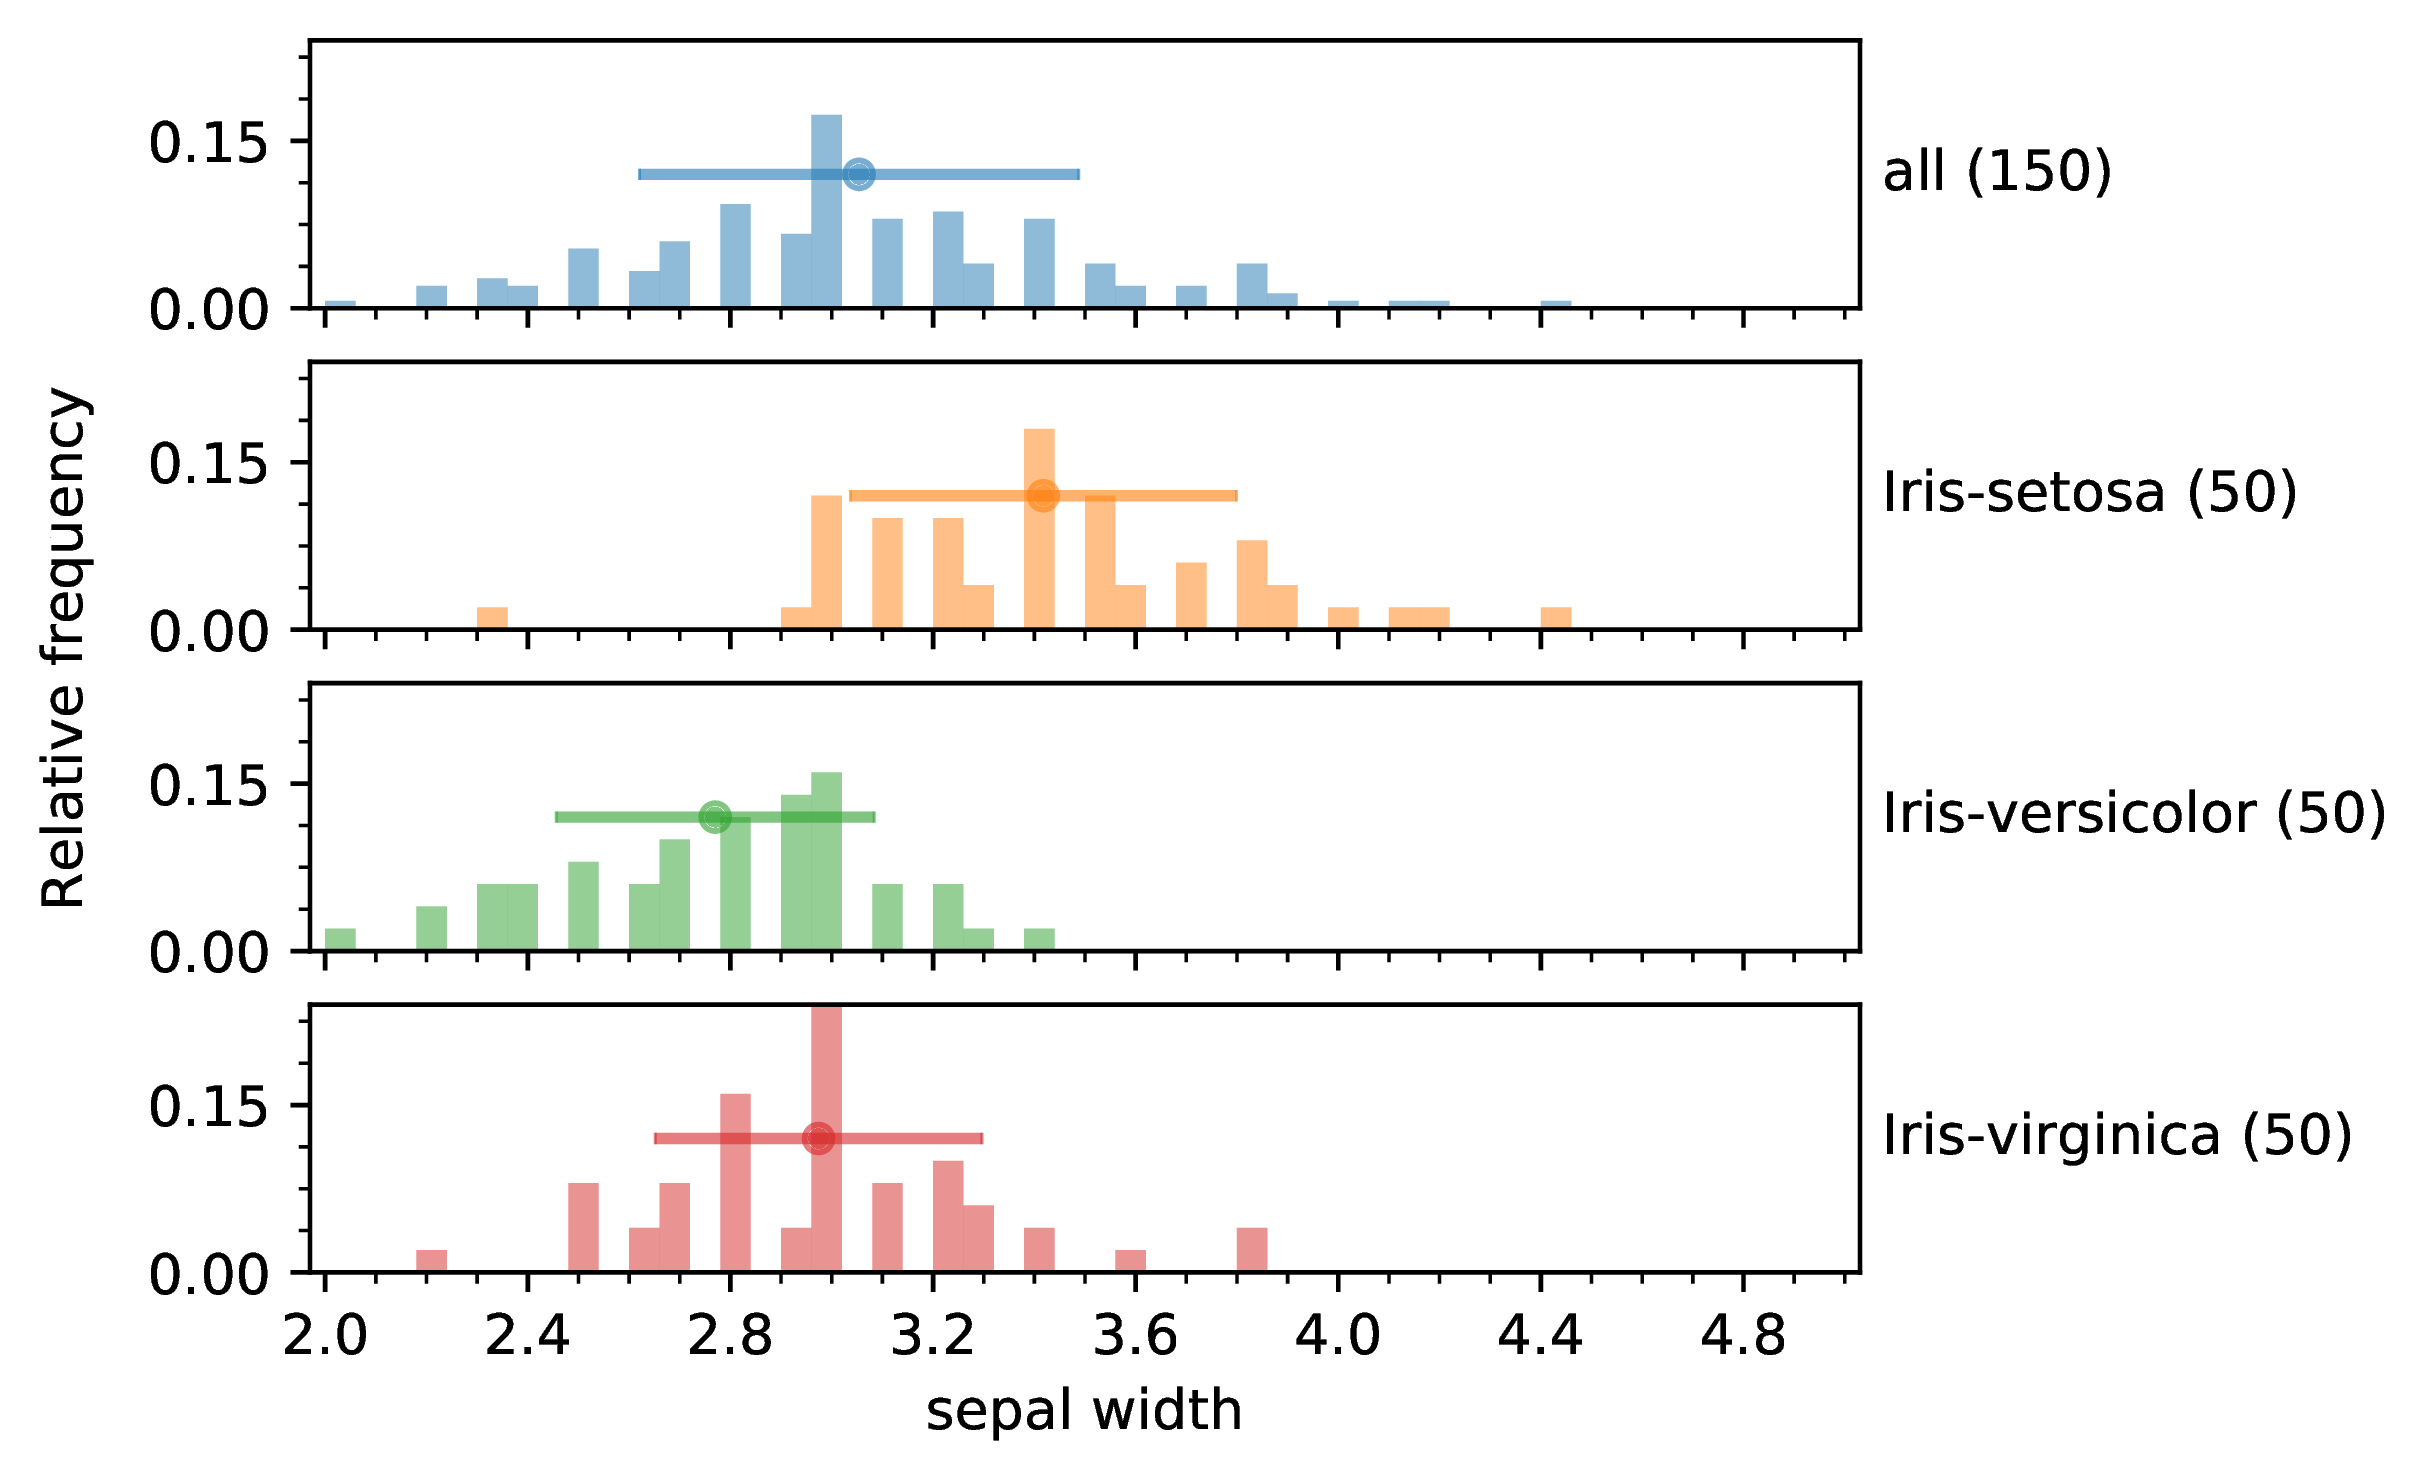 0.15
0.00
all (150)
0.15
0.00
Iris-setosa (50)
0.15
0.00
Iris-versicolor (50)
0.15
0.00
Iris-virginica (50)
Relative frequency
2.0 2.4 2.8 3.2 3.6 4.0 4.4 4.8
sepal width